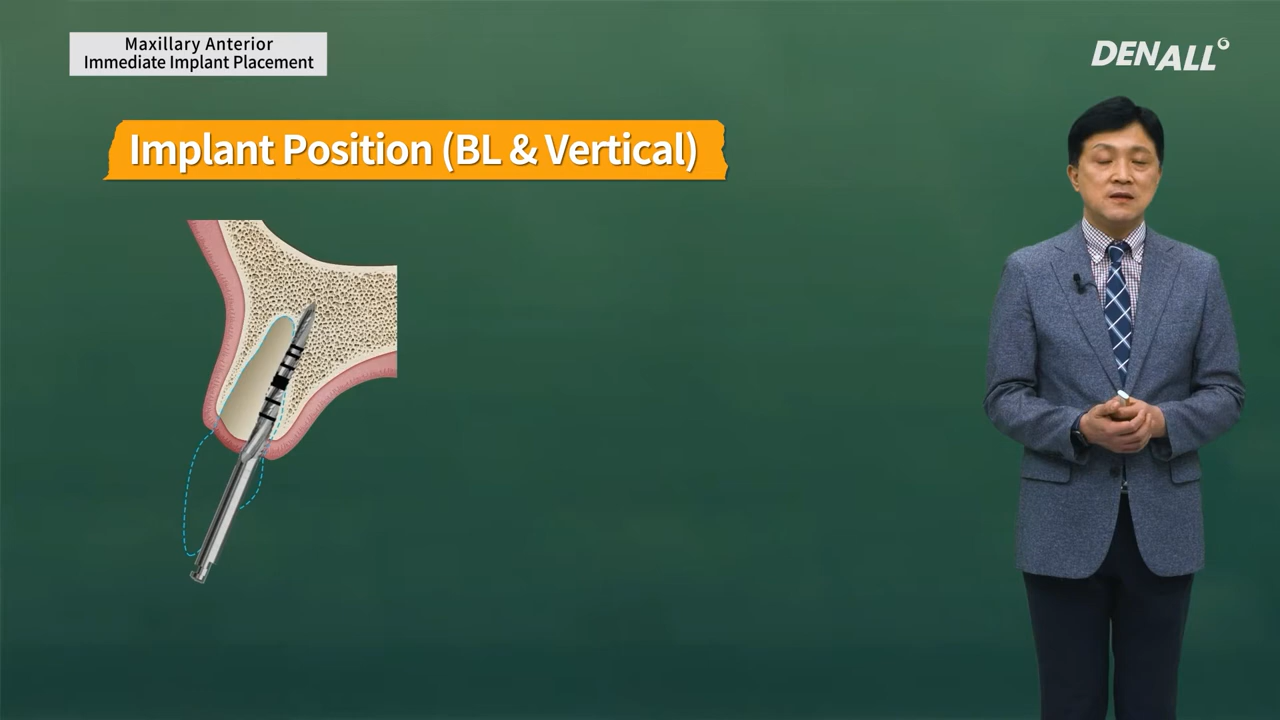 Maxillary Anterior
Immediate Implant Placement
DENALL
Implant Position (BL & Vertical)